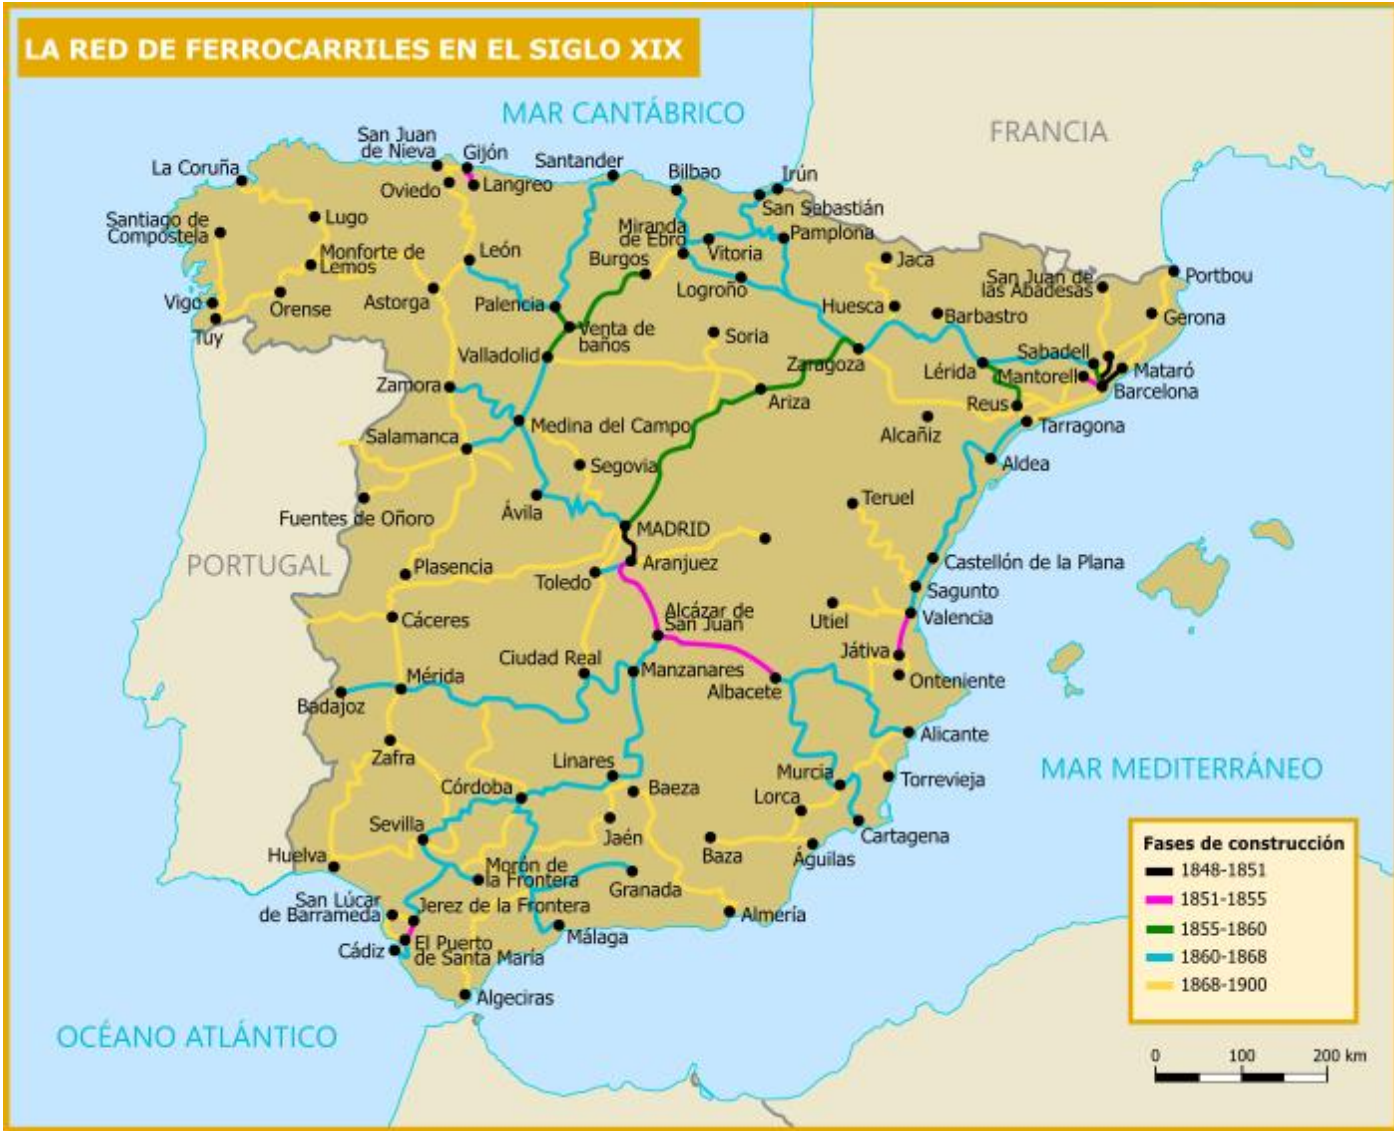 LA RED DE FERROCARRILES EN EL SIGLO XIX
MAR CANTÁBRICO
FRANCIA
San Juan
de Nieva
Gijón
La Coruña
Oviedo
Langreo
Santander
Bilbao
Irún
San Sebastián
Santiago de
Compostela
Lugo
Monforte de
Lemos
León
Miranda
de Ebro
Vitoria
Pamplona
Burgos
Jaca
San Juan de
las Abadesas
Portbou
Vigo
Orense
Astorga
Palencia
Logroño
Huesca
Barbastro
Gerona
Tuy
Venta de
baños
Soria
Valladolid
Zaragoza
Lérida
Sabadell
Mantorell
Mataró
Barcelona
Zamora
Ariza
Reus
Medina del Campo
Alcañiz
Tarragona
Salamanca
Segovia
Aldea
Ávila
Teruel
Fuentes de Oñoro
MADRID
PORTUGAL
Plasencia
Toledo
Aranjuez
Castellón de la Plana
Sagunto
Cáceres
Alcázar de
San Juan
Utiel
Valencia
Játiva
Ciudad Real
Manzanares
Mérida
Albacete
Onteniente
Badajoz
Alicante
Zafra
Linares
Murcia
Torrevieja
MAR MEDITERRÁNEO
Córdoba
Baeza
Lorca
Sevilla
Jaén
Baza
Águilas
Cartagena
Huelva
Morón de
la Frontera
Granada
San Lúcar
de Barrameda
Jerez de la Frontera
Almería
Málaga
Cádiz
El Puerto
de Santa María
Algeciras
OCÉANO ATLÁNTICO
Fases de construcción
1848-1851
1851-1855
1855-1860
1860-1868
1868-1900
0 100 200 km